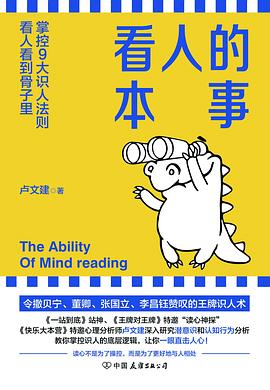 掌控9大识人法则
看人看到骨子里
看人的
本事
卢文建 著
The Ability
Of Mind reading
令撒贝宁、董卿、张国立、李昌钰赞叹的王牌识人术
《一站到底》站神、《王牌对王牌》特邀“读心神探”
《快乐大本营》特邀心理分析师卢文建深入研究潜意识和认知行为分析
教你掌控识人的底层逻辑，让你一眼直击人心！
读心不是为了操控，而是为了更好地与人相处
中国友谊出版公司